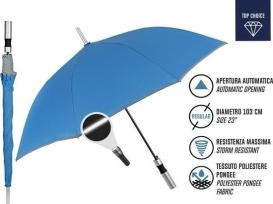 TOP CHOICE
APERTURA AUTOMATICA
AUTOMATIC OPENING
REGULAR
DIAMETRO 103 CM
SIZE 23"
RESISTENZA MASSIMA
STORM RESISTANT
TESSUTO POLIESTERE
PONGEE
POLYESTER PONGEE
FABRIC